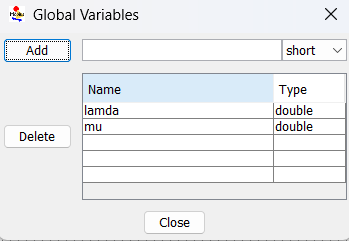 Global Variables
Add short
Name Type
lamda double
mu double
Delete
Close